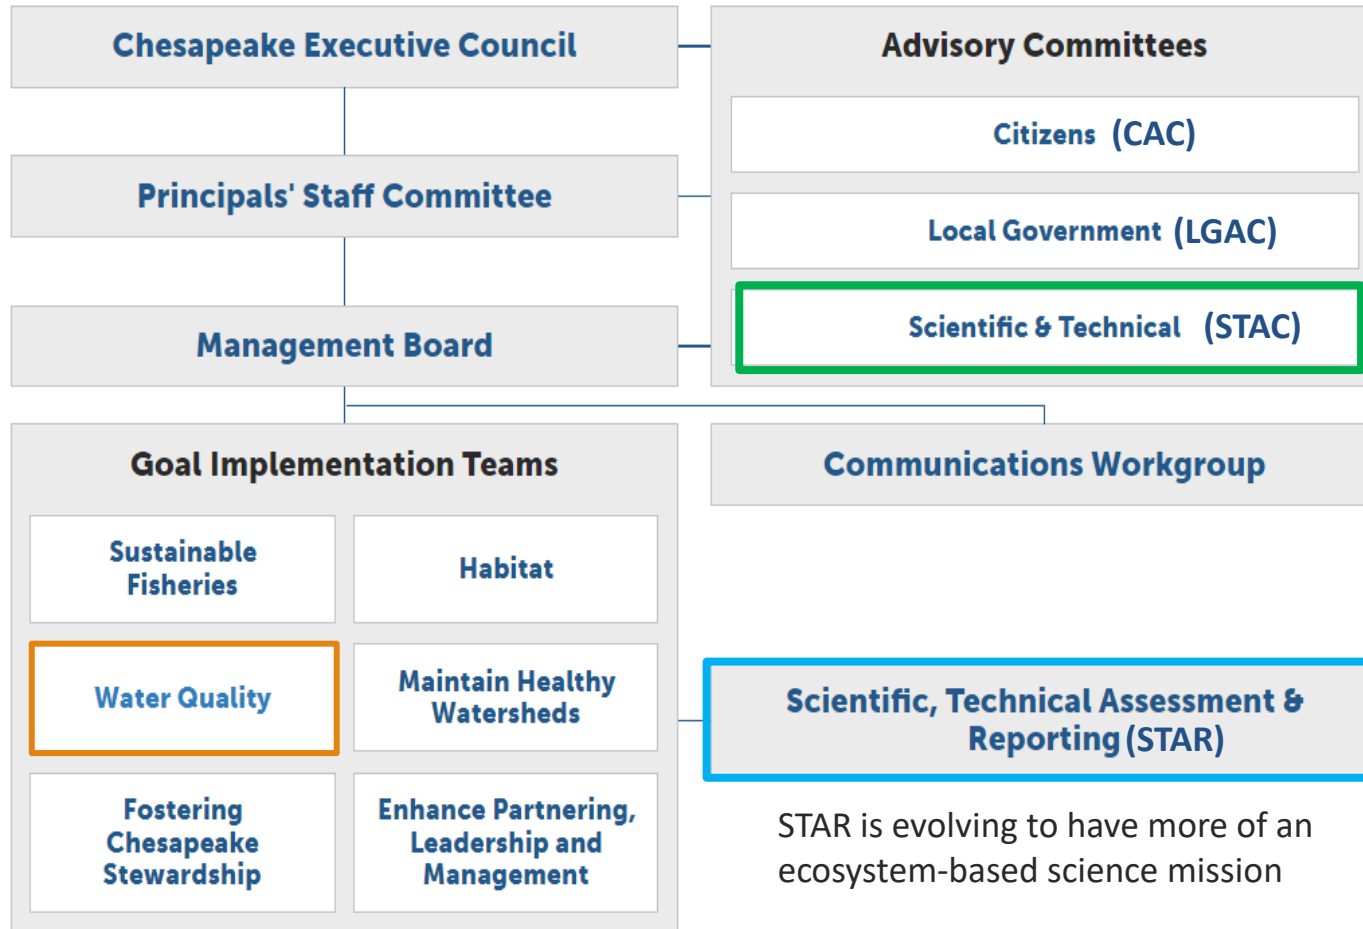 Chesapeake Executive Council
Advisory Committees
Citizens (CAC)
Principals' Staff Committee
Local Government (LGAC)
Scientific & Technical (STAC)
Management Board
Goal Implementation Teams
Communications Workgroup
Sustainable
Fisheries
Habitat
Water Quality
Maintain Healthy
Watersheds
Scientific, Technical Assessment &
Reporting (STAR)
Fostering
Chesapeake
Stewardship
Enhance Partnering,
Leadership and
Management
STAR is evolving to have more of an
ecosystem-based science mission